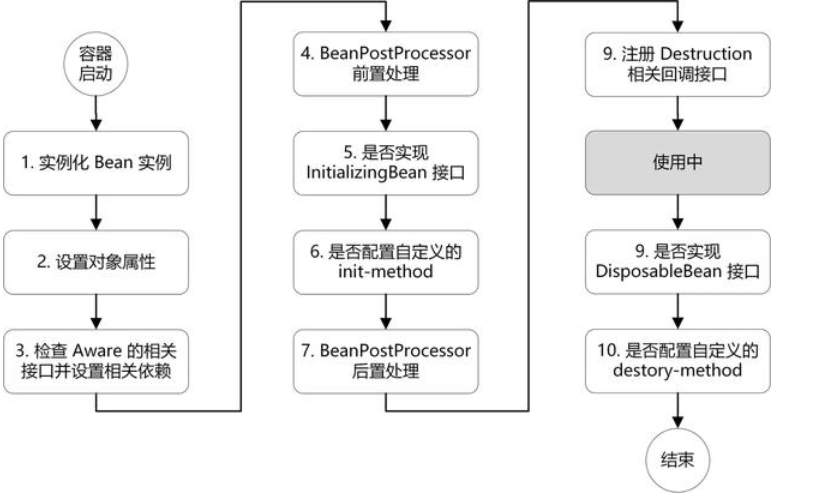 容器
启动
1. 实例化 Bean 实例
2. 设置对象属性
3. 检查 Aware 的相关
接口并设置相关依赖
4. BeanPostProcessor
前置处理
5. 是否实现
InitializingBean 接口
6. 是否配置自定义的
init-method
7. BeanPostProcessor
后置处理
9. 注册 Destruction
相关回调接口
使用中
9. 是否实现
DisposableBean 接口
10. 是否配置自定义的
destory-method
结束